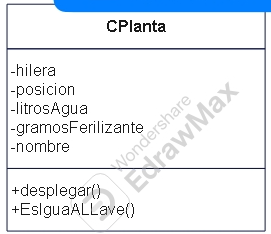 CPlanta
-hilera
-posicion
-litrosAgua
-gramosFerilizante
-nombre
+desplegar()
+EsIguaALLave()
Wondershare
EdrawMax